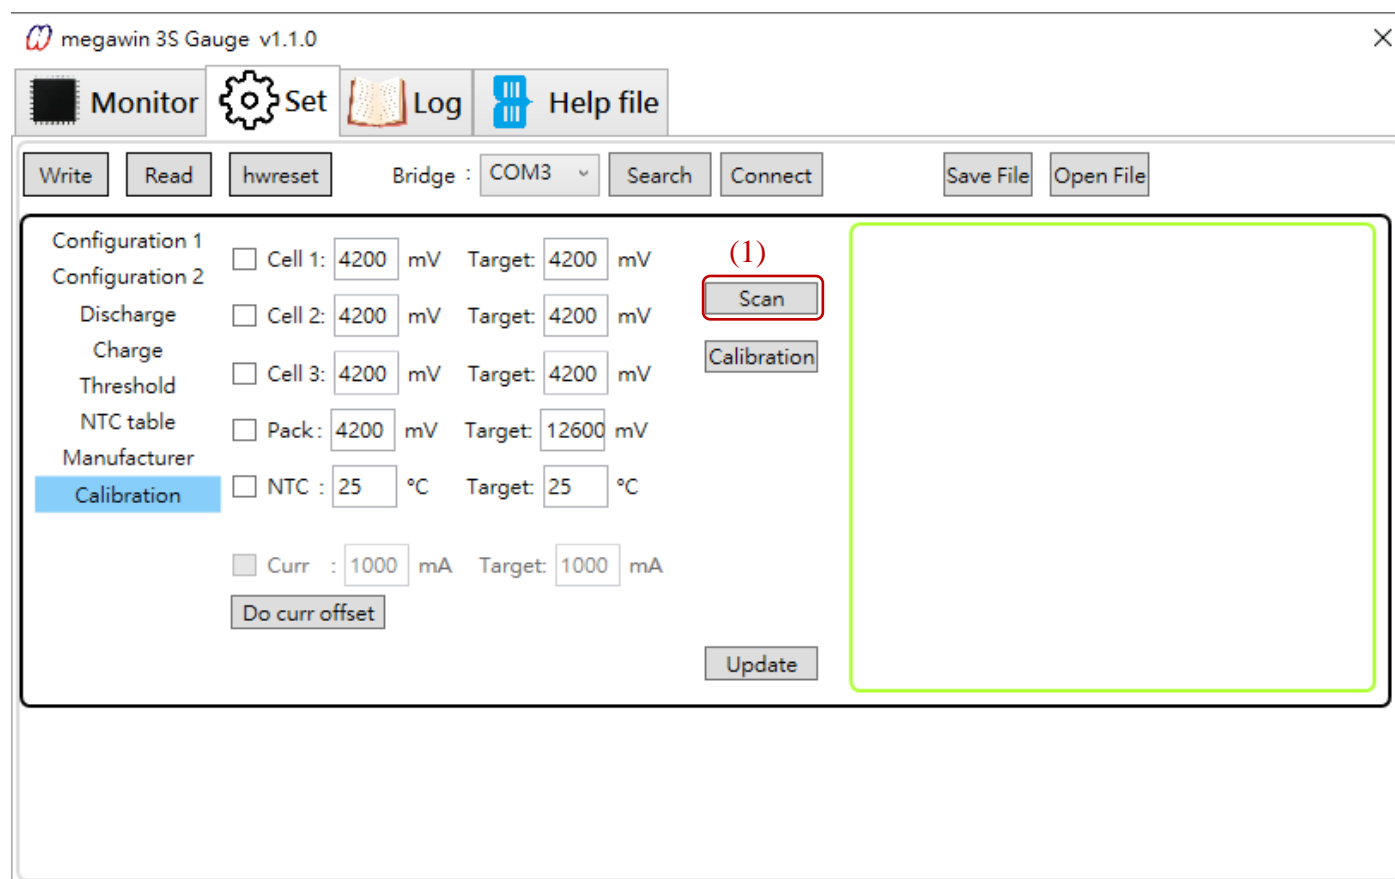 megawin 3S Gauge v1.1.0
Monitor Set Log Help file
Write Read hwreset Bridge : COM3 Search Connect Save File Open File
Configuration 1
Configuration 2
Discharge
Charge
Threshold
NTC table
Manufacturer
Calibration
Cell 1: 4200 mV Target: 4200 mV
Cell 2: 4200 mV Target: 4200 mV
Cell 3: 4200 mV Target: 4200 mV
Pack : 4200 mV Target: 12600 mV
NTC : 25 °C Target: 25 °C
Curr : 1000 mA Target: 1000 mA
Do curr offset
(1)
Scan
Calibration
Update